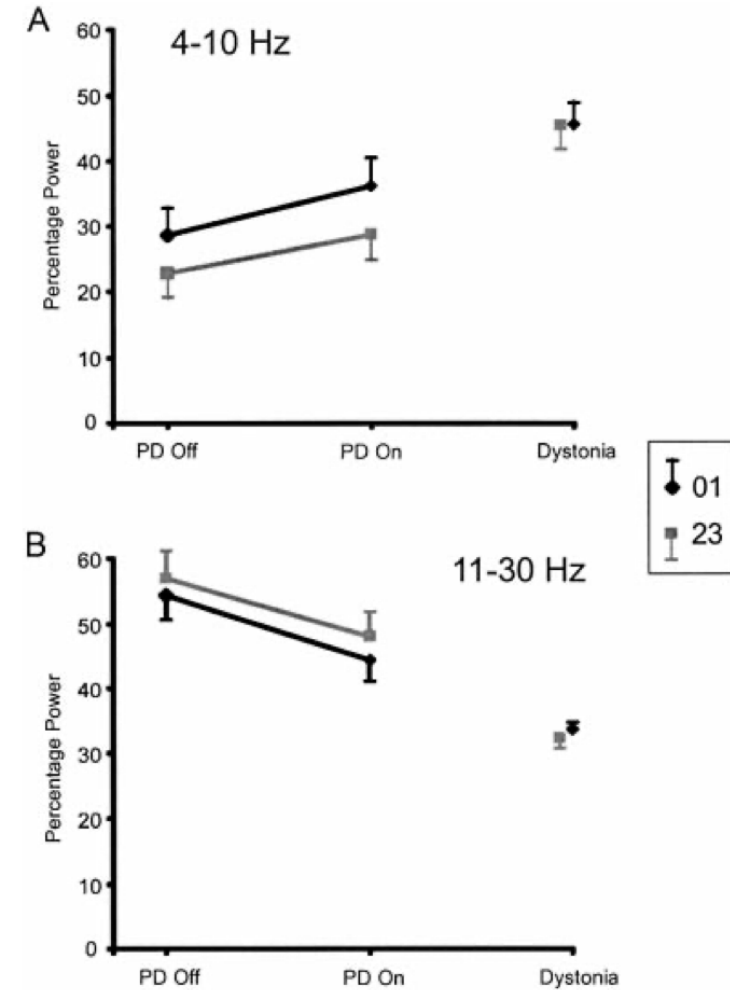 A
4-10 Hz
60
50
40
30
20
10
0
Percentage Power
PD Off
PD On
Dystonia
01
23
B
11-30 Hz
60
50
40
30
20
10
0
Percentage Power
PD Off
PD On
Dystonia